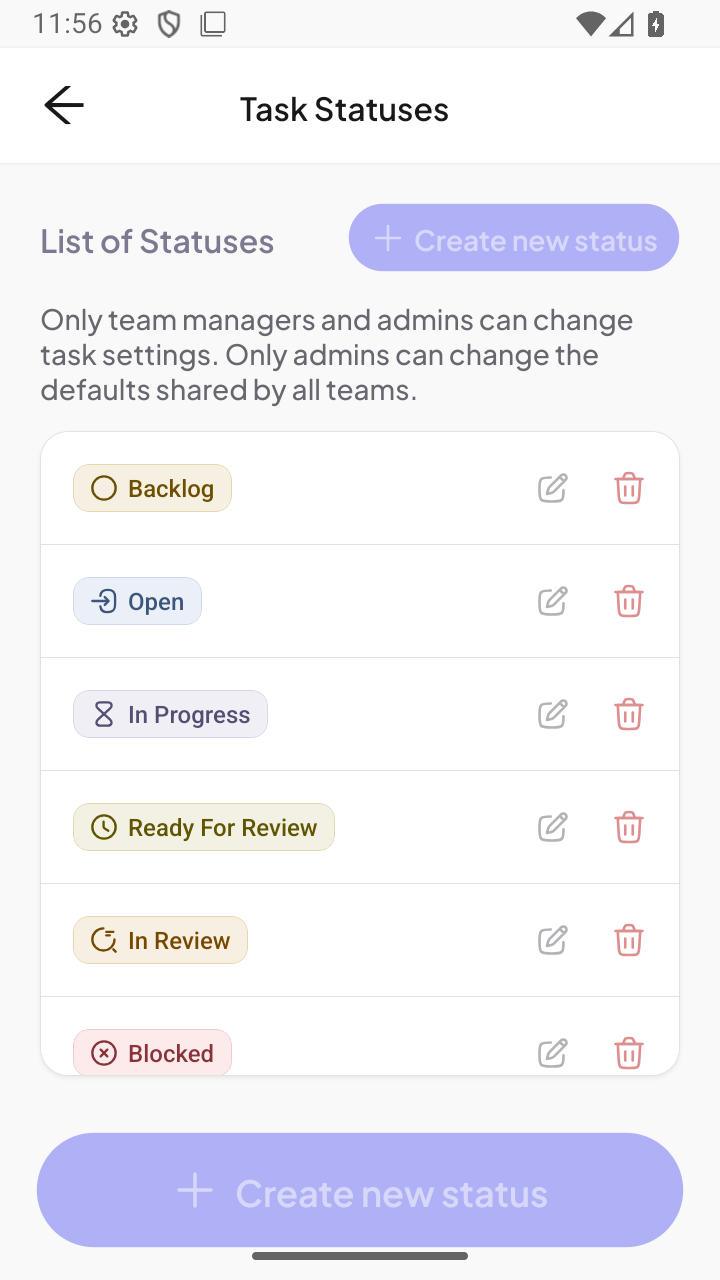 11:56
Task Statuses
List of Statuses
Create new status
Only team managers and admins can change
task settings. Only admins can change the
defaults shared by all teams.
Backlog
Open
In Progress
Ready For Review
In Review
Blocked
Create new status